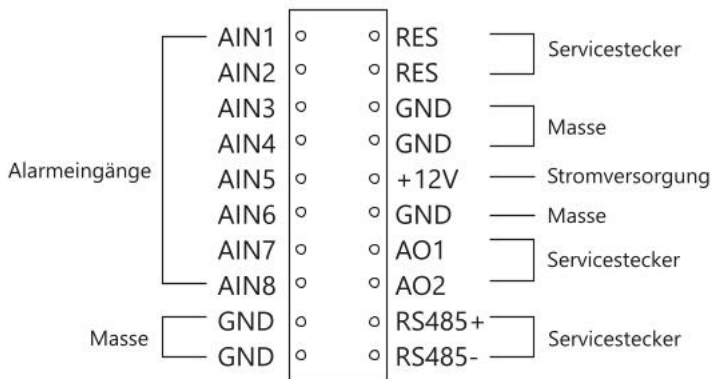 AIN1 RES
Servicestecker
AIN2 RES
AIN3 GND
Masse
AIN4 GND
Alarmeingänge AIN5 +12V Stromversorgung
AIN6 GND Masse
AIN7 AO1
Servicestecker
AIN8 AO2
GND RS485+
Masse Servicestecker
GND RS485-